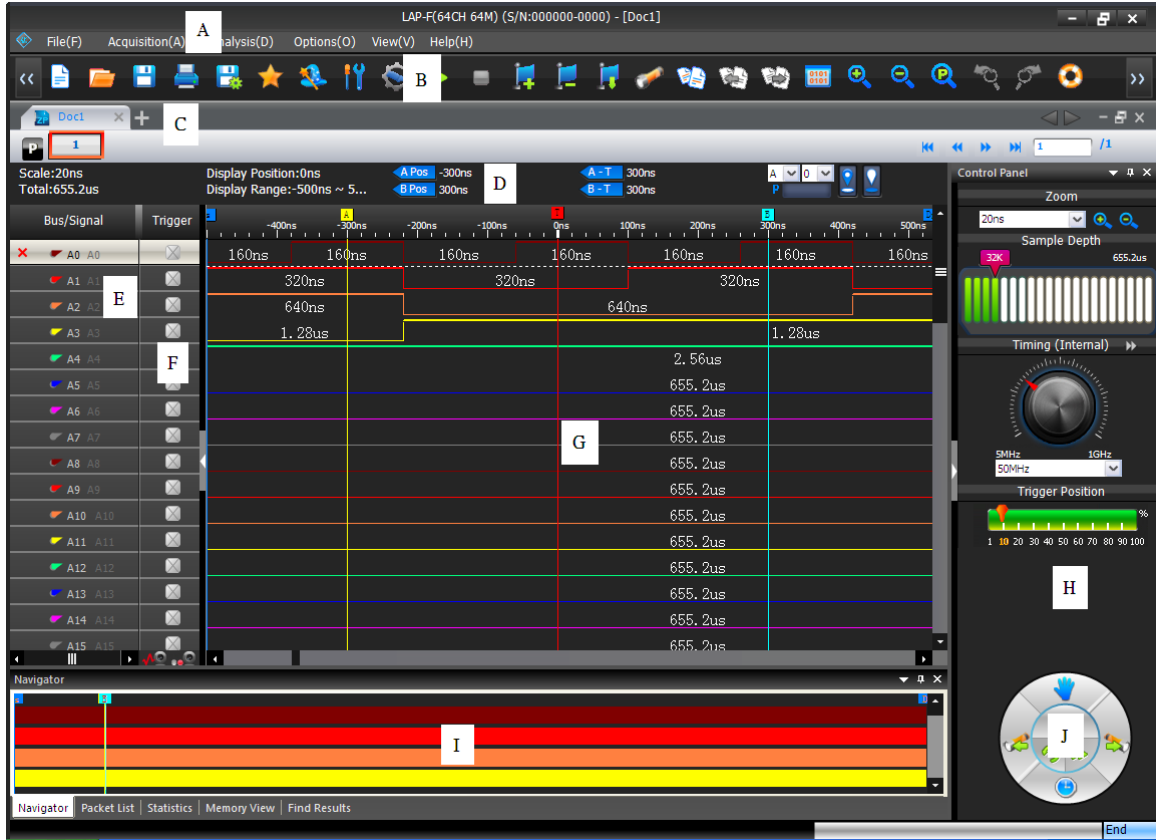 LAP-F(64CH 64M) (S/N:000000-0000) - [Doc1]
File(F) Acquisition(A) A nalysis(D) Options(O) View(V) Help(H)
B
Doc1
C
P 1 1 /1
Scale:20ns Display Position:0ns A Pos -300ns A - T 300ns A 0
Total:655.2us Display Range:-500ns ~ 5... B Pos 300ns D B - T 300ns P
Control Panel
Zoom
20ns
Sample Depth
32K 655.2us
Timing (Internal)
5MHz 1GHz
50MHz
Trigger Position
%
1 10 20 30 40 50 60 70 80 90 100
H
J
Bus/Signal Trigger
A T B
-400ns -300ns -200ns -100ns 0ns 100ns 200ns 300ns 400ns 500ns
A0 A0 160ns 160ns 160ns 160ns 160ns 160ns 160ns
A1 A1 320ns 320ns 320ns
E
A2 A2 640ns 640ns
A3 A3 1.28us 1.28us
A4 A4 F 2.56us
A5 A5 655.2us
A6 A6 655.2us
A7 A7 G 655.2us
A8 A8 655.2us
A9 A9 655.2us
A10 A10 655.2us
A11 A11 655.2us
A12 A12 655.2us
A13 A13 655.2us
A14 A14 655.2us
A15 A15 655.2us
Navigator
I
Navigator Packet List Statistics Memory View Find Results
End